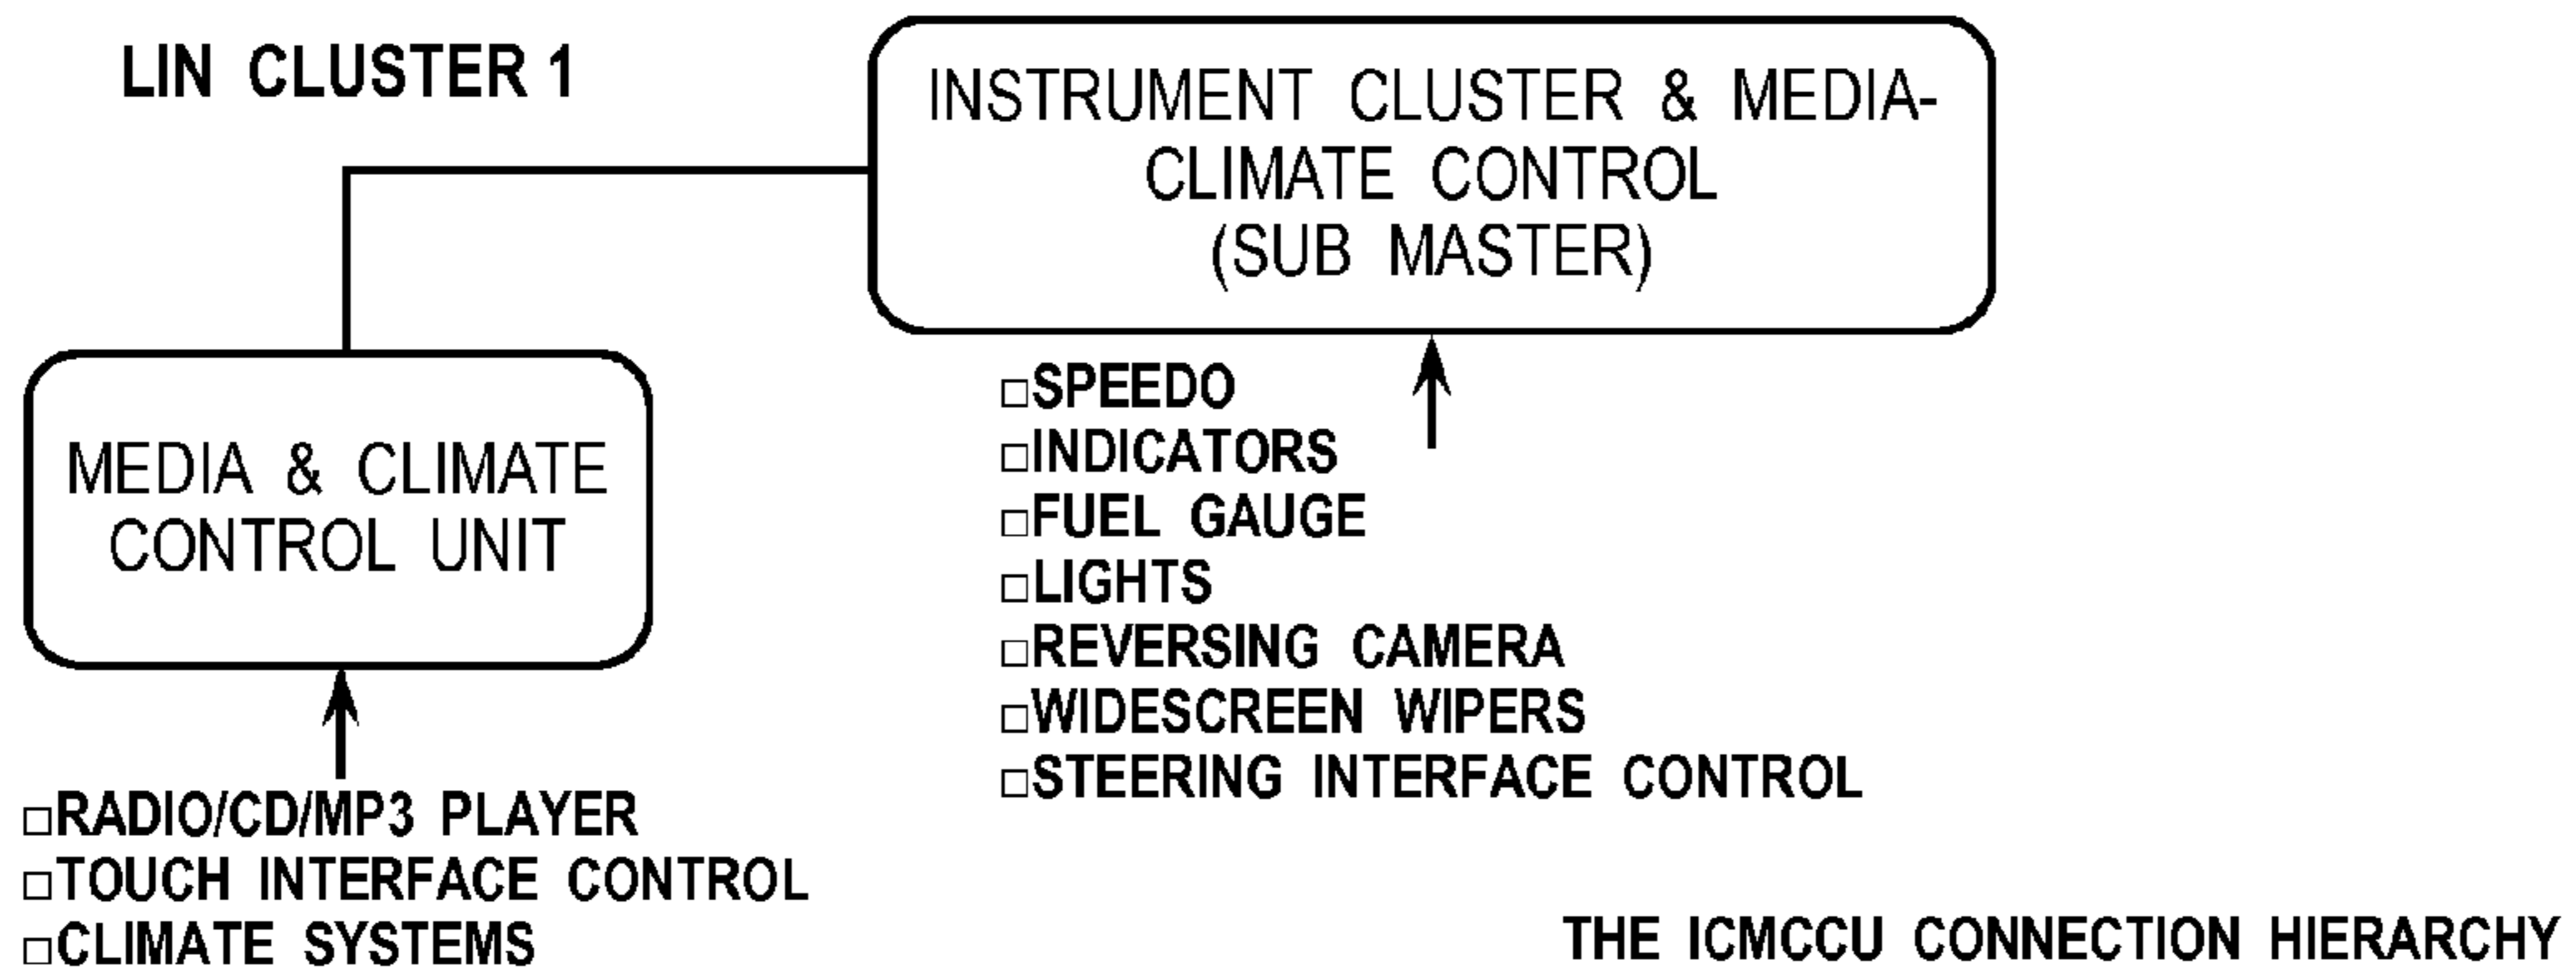 LIN CLUSTER 1
INSTRUMENT CLUSTER & MEDIA-
CLIMATE CONTROL
(SUB MASTER)
MEDIA & CLIMATE
CONTROL UNIT
□SPEEDO
□INDICATORS
□FUEL GAUGE
□LIGHTS
□REVERSING CAMERA
□WIDESCREEN WIPERS
□STEERING INTERFACE CONTROL
□RADIO/CD/MP3 PLAYER
□TOUCH INTERFACE CONTROL
□CLIMATE SYSTEMS
THE ICMCCU CONNECTION HIERARCHY